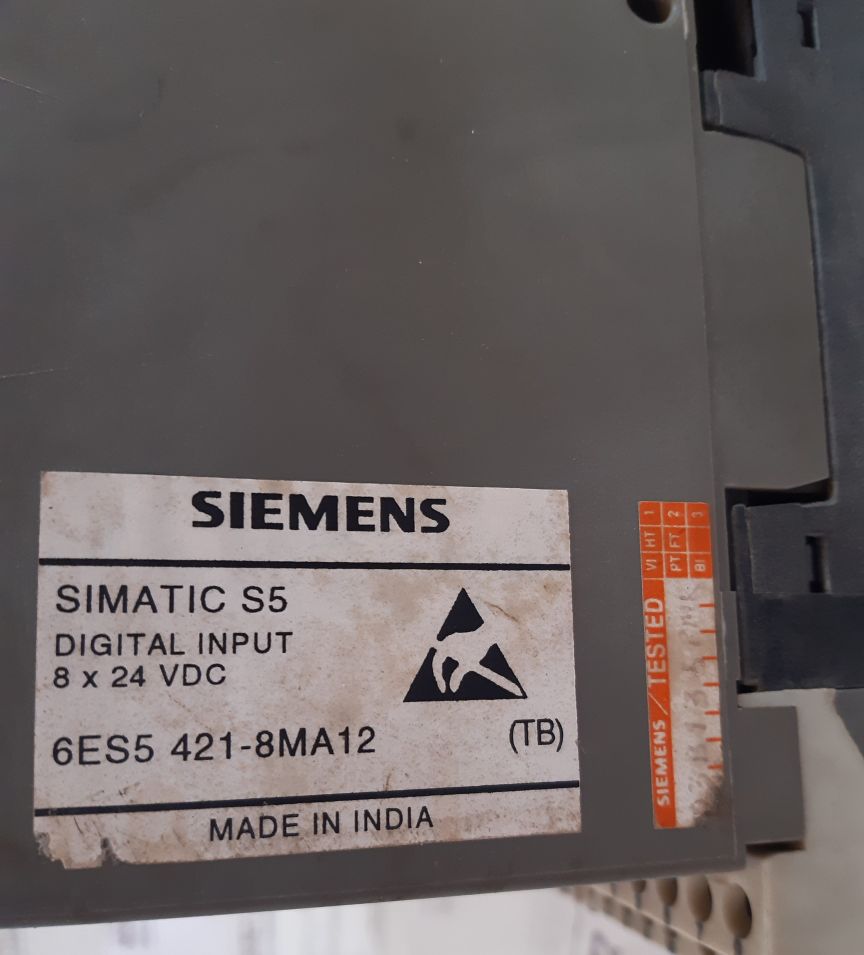 SIEMENS
SIMATIC S5
DIGITAL INPUT
8 x 24 VDC
6ES5 421-8MA12 (TB)
MADE IN INDIA
SIEMENS / TESTED
VI HT 1
PT FT 2
BI 3